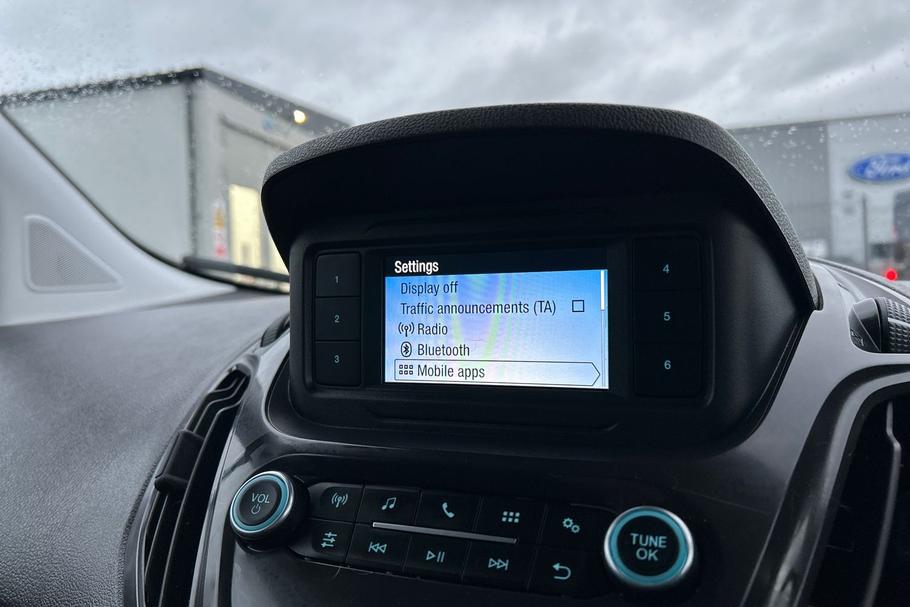 Ford
Settings
Display off
Traffic announcements (TA)
Radio
Bluetooth
Mobile apps
1
2
3
4
5
6
VOL
TUNE
OK